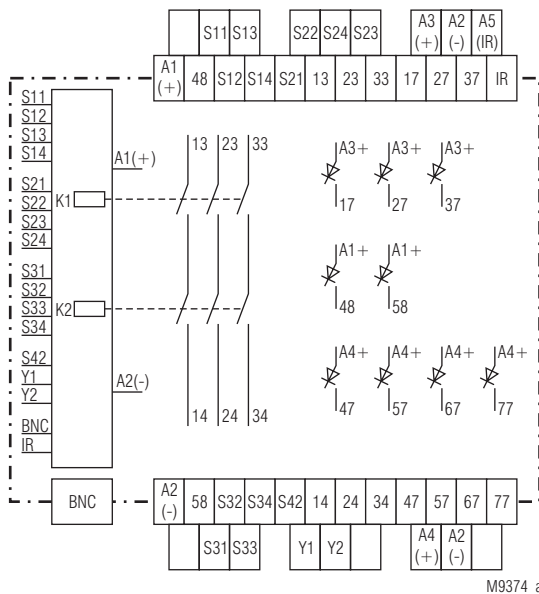 S11 S13 S22 S24 S23 A3 (+) A2 (-) A5 (IR)
A1 (+) 48 S12 S14 S21 13 23 33 17 27 37 IR
S11
S12
S13
S14
A1(+)
S21
K1
S22
S23
S24
S31
S32
S33
K2
S34
S42
Y1
A2(-)
Y2
BNC
IR
13 23 33
14 24 34
A3+ A3+ A3+
17 27 37
A1+ A1+
48 58
A4+ A4+ A4+ A4+
47 57 67 77
BNC
A2 (-) 58 S32 S34 S42 14 24 34 47 57 67 77
S31 S33 Y1 Y2 A4 (+) A2 (-)
M9374_a